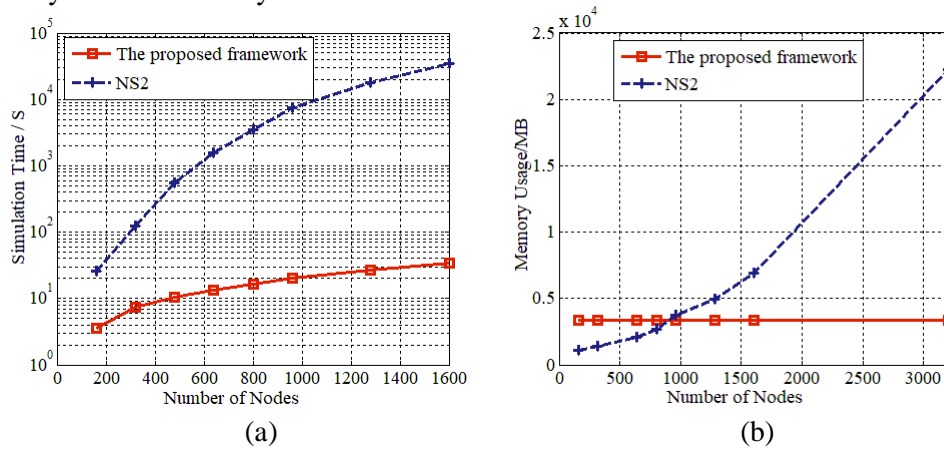 The proposed framework
NS2
10^5
10^4
10^3
10^2
10^1
10^0
Simulation Time / S
0 200 400 600 800 1000 1200 1400 1600
Number of Nodes
(a)
x 10^4
The proposed framework
NS2
2.5
2
1.5
1
0.5
0
Memory Usage/MB
0 500 1000 1500 2000 2500 3000
Number of Nodes
(b)